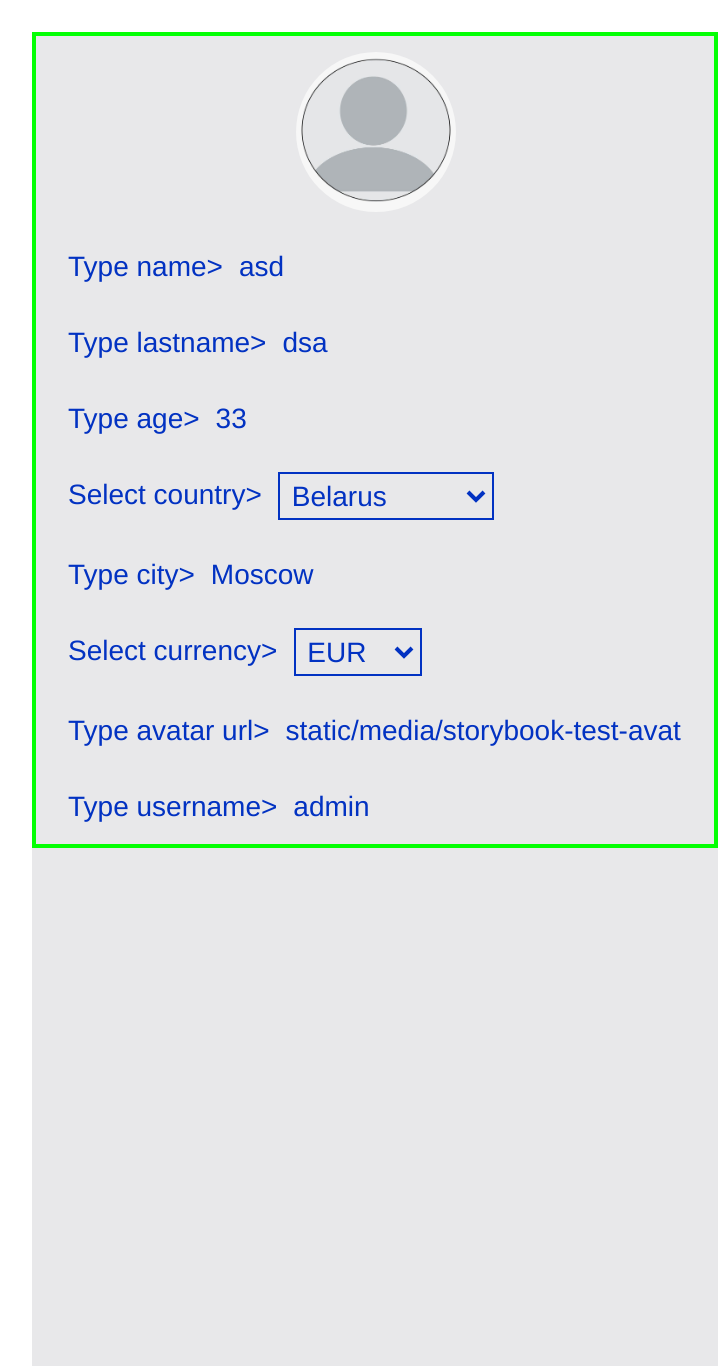 Type name> asd
Type lastname> dsa
Type age> 33
Select country> Belarus
Type city> Moscow
Select currency> EUR
Type avatar url> static/media/storybook-test-avat
Type username> admin